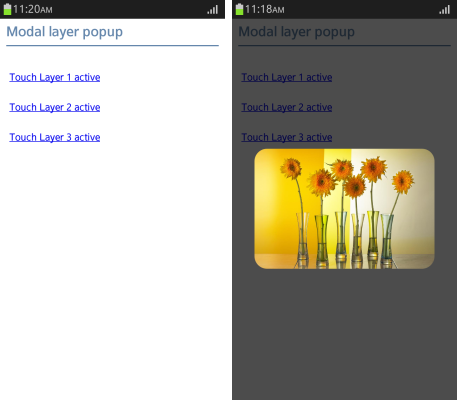 11:20AM
Modal layer popup
Touch Layer 1 active
Touch Layer 2 active
Touch Layer 3 active
11:18AM
Modal layer popup
Touch Layer 1 active
Touch Layer 2 active
Touch Layer 3 active